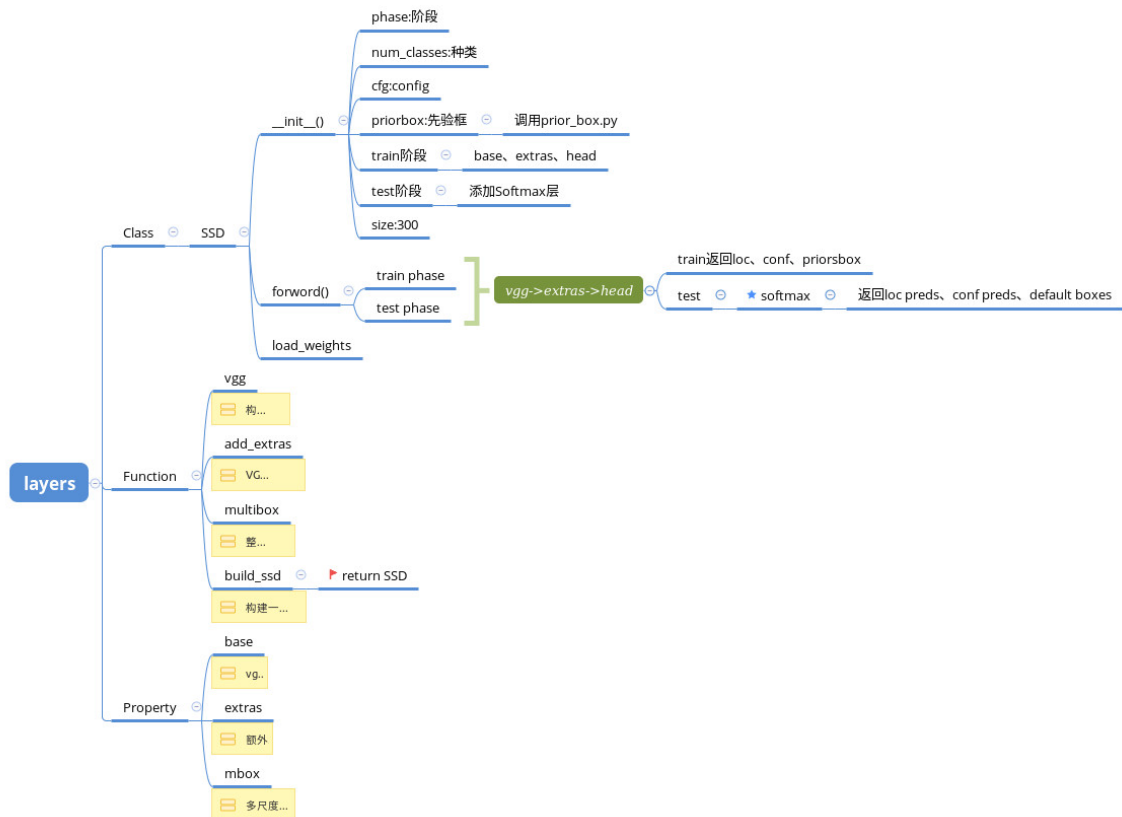 layers
Class
SSD
__init__()
phase:阶段
num_classes:种类
cfg:config
priorbox:先验框
调用prior_box.py
train阶段
base、extras、head
test阶段
添加Softmax层
size:300
forword()
train phase
test phase
vgg->extras->head
train返回loc、conf、priorsbox
test
softmax
返回loc preds、conf preds、default boxes
load_weights
Function
vgg
构...
add_extras
VG...
multibox
整...
build_ssd
return SSD
构建一...
Property
base
vg..
extras
额外
mbox
多尺度...